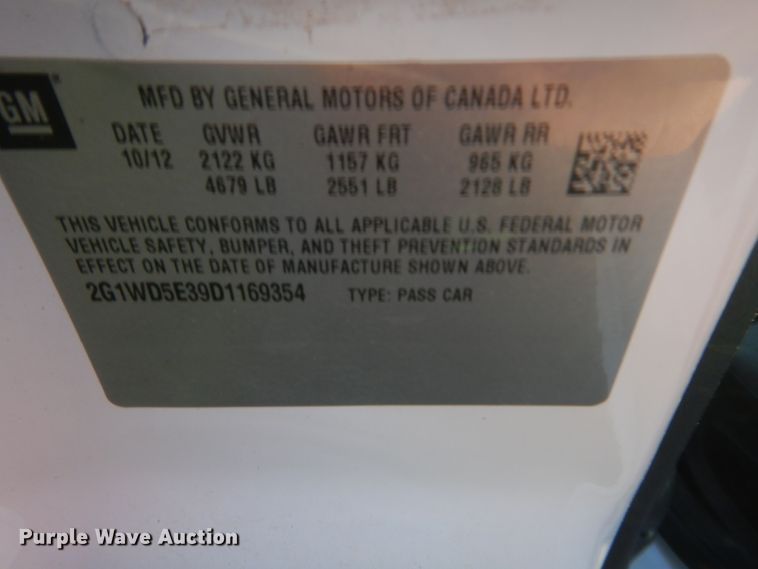 GM
MFD BY GENERAL MOTORS OF CANADA LTD.
DATE GVWR GAWR FRT GAWR RR
10/12 2122 KG 1157 KG 965 KG
4679 LB 2551 LB 2128 LB
THIS VEHICLE CONFORMS TO ALL APPLICABLE U.S. FEDERAL MOTOR
VEHICLE SAFETY, BUMPER, AND THEFT PREVENTION STANDARDS IN
EFFECT ON THE DATE OF MANUFACTURE SHOWN ABOVE.
2G1WD5E39D1169354 TYPE: PASS CAR
Purple Wave Auction